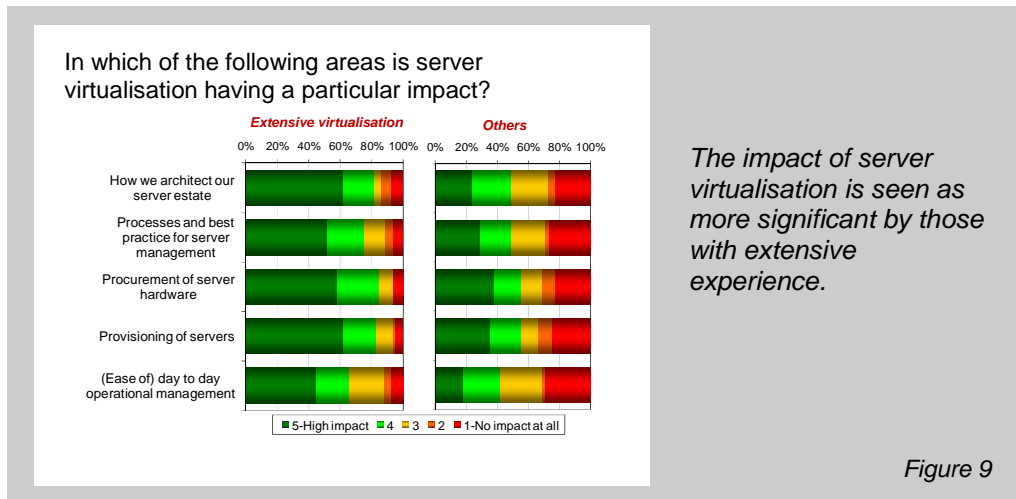 In which of the following areas is server
virtualisation having a particular impact?
Extensive virtualisation
Others
0% 20% 40% 60% 80% 100%
0% 20% 40% 60% 80% 100%
How we architect our
server estate
Processes and best
practice for server
management
Procurement of server
hardware
Provisioning of servers
(Ease of) day to day
operational management
5-High impact 4 3 2 1-No impact at all
The impact of server
virtualisation is seen as
more significant by those
with extensive
experience.
Figure 9